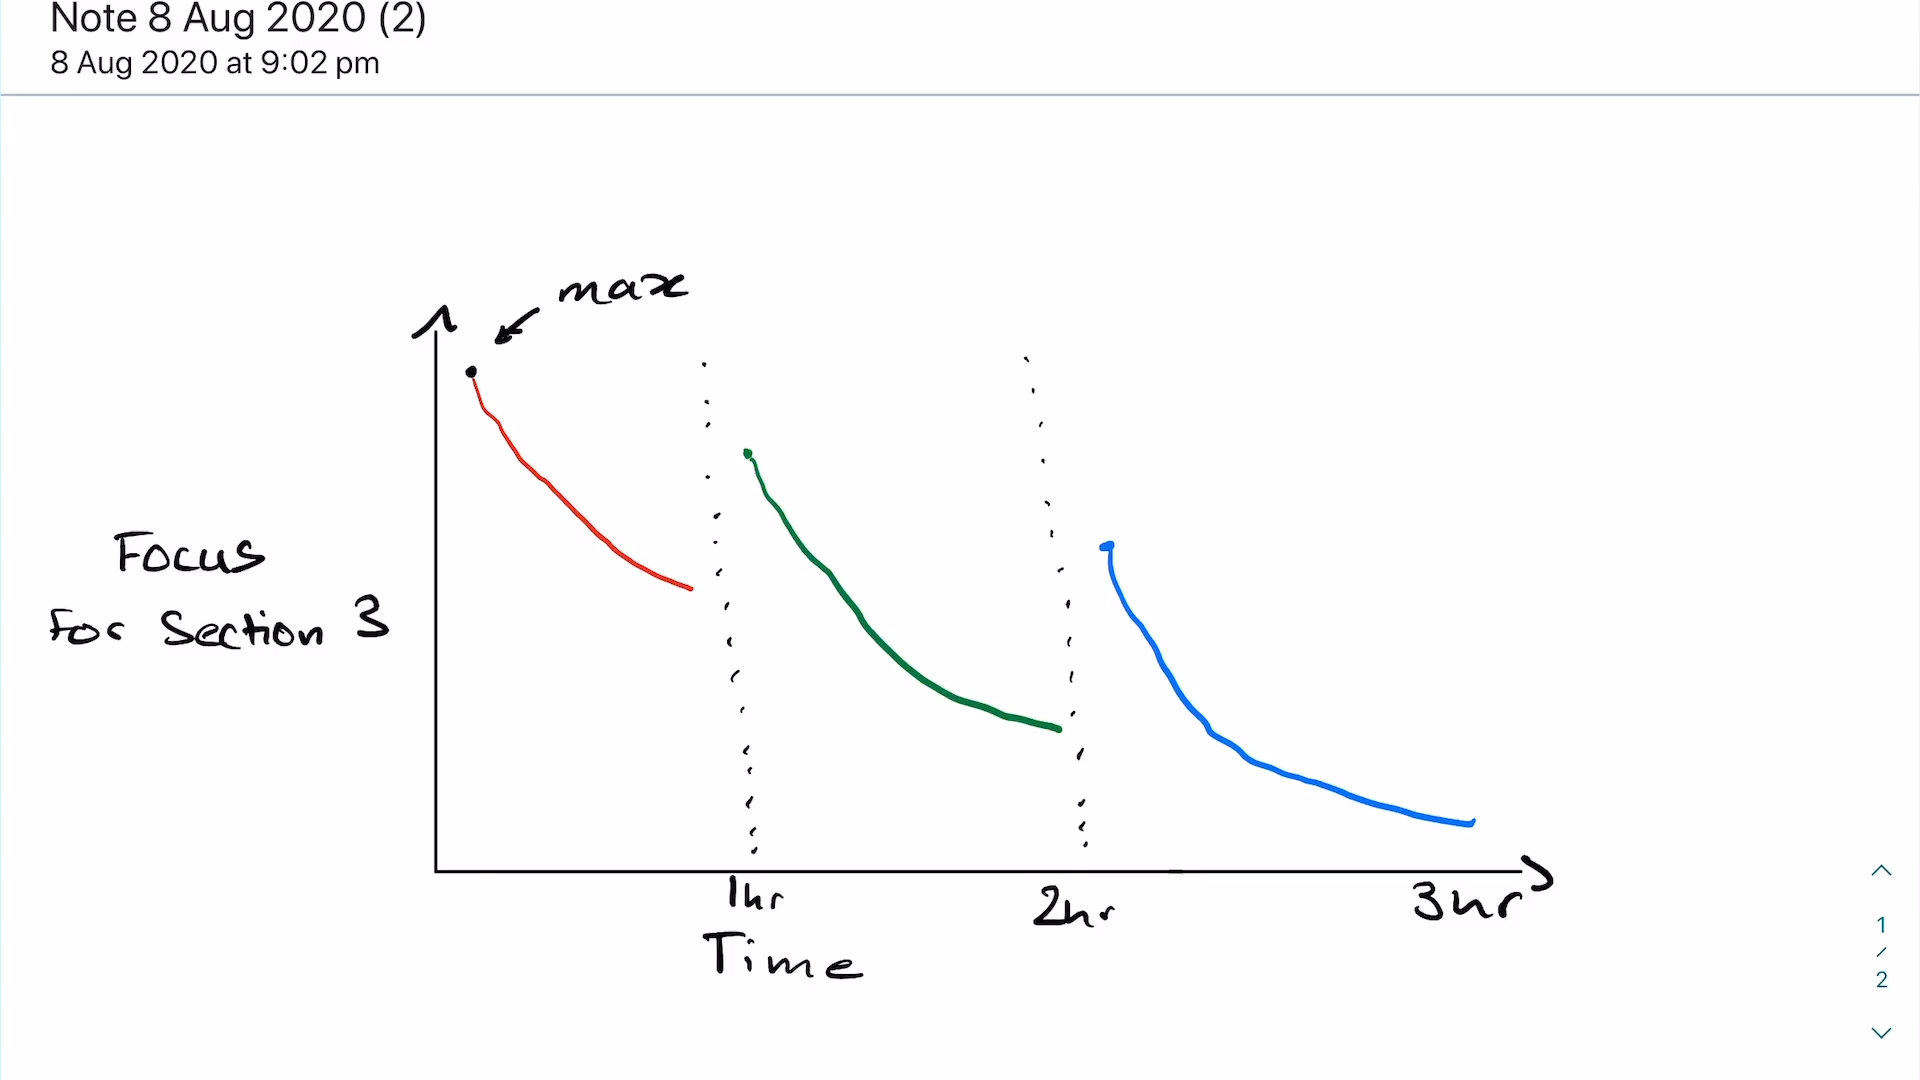 Note 8 Aug 2020 (2)
8 Aug 2020 at 9:02 pm
max
Focus
For Section 3
1hr
2hr
3hr
Time
1
/
2